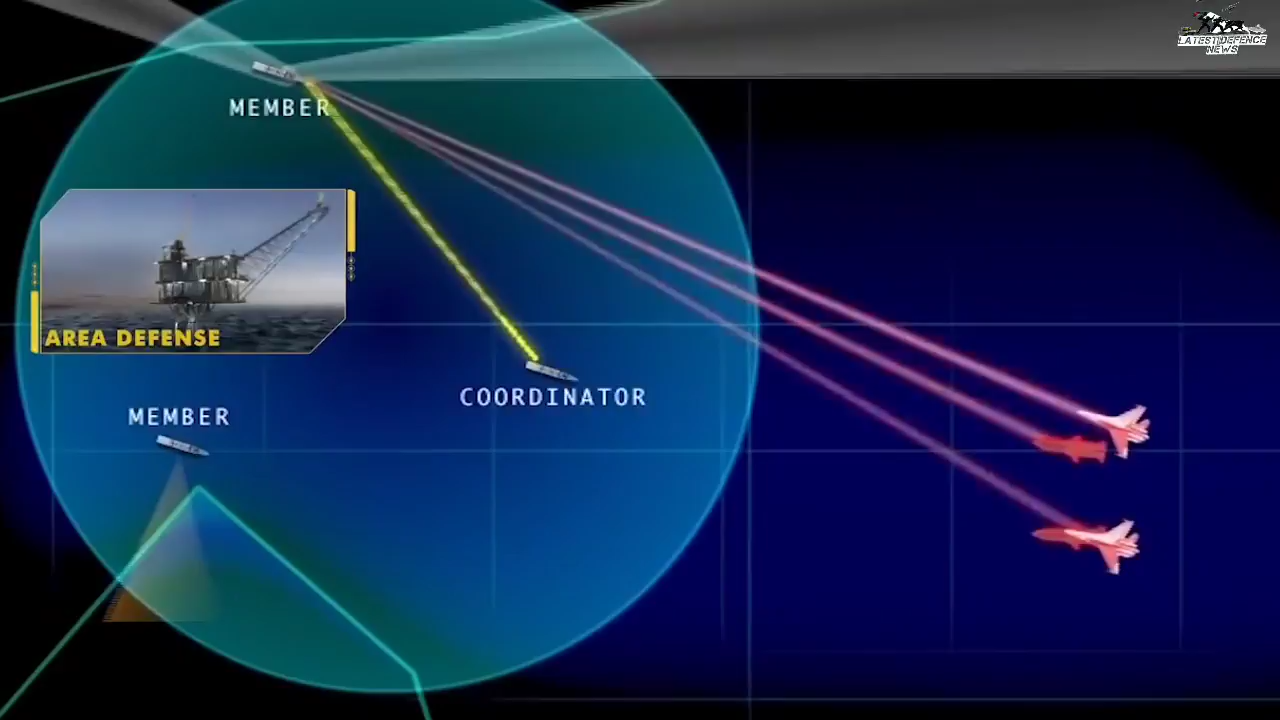 LATEST DEFENCE
NEWS
MEMBER
AREA DEFENSE
COORDINATOR
MEMBER